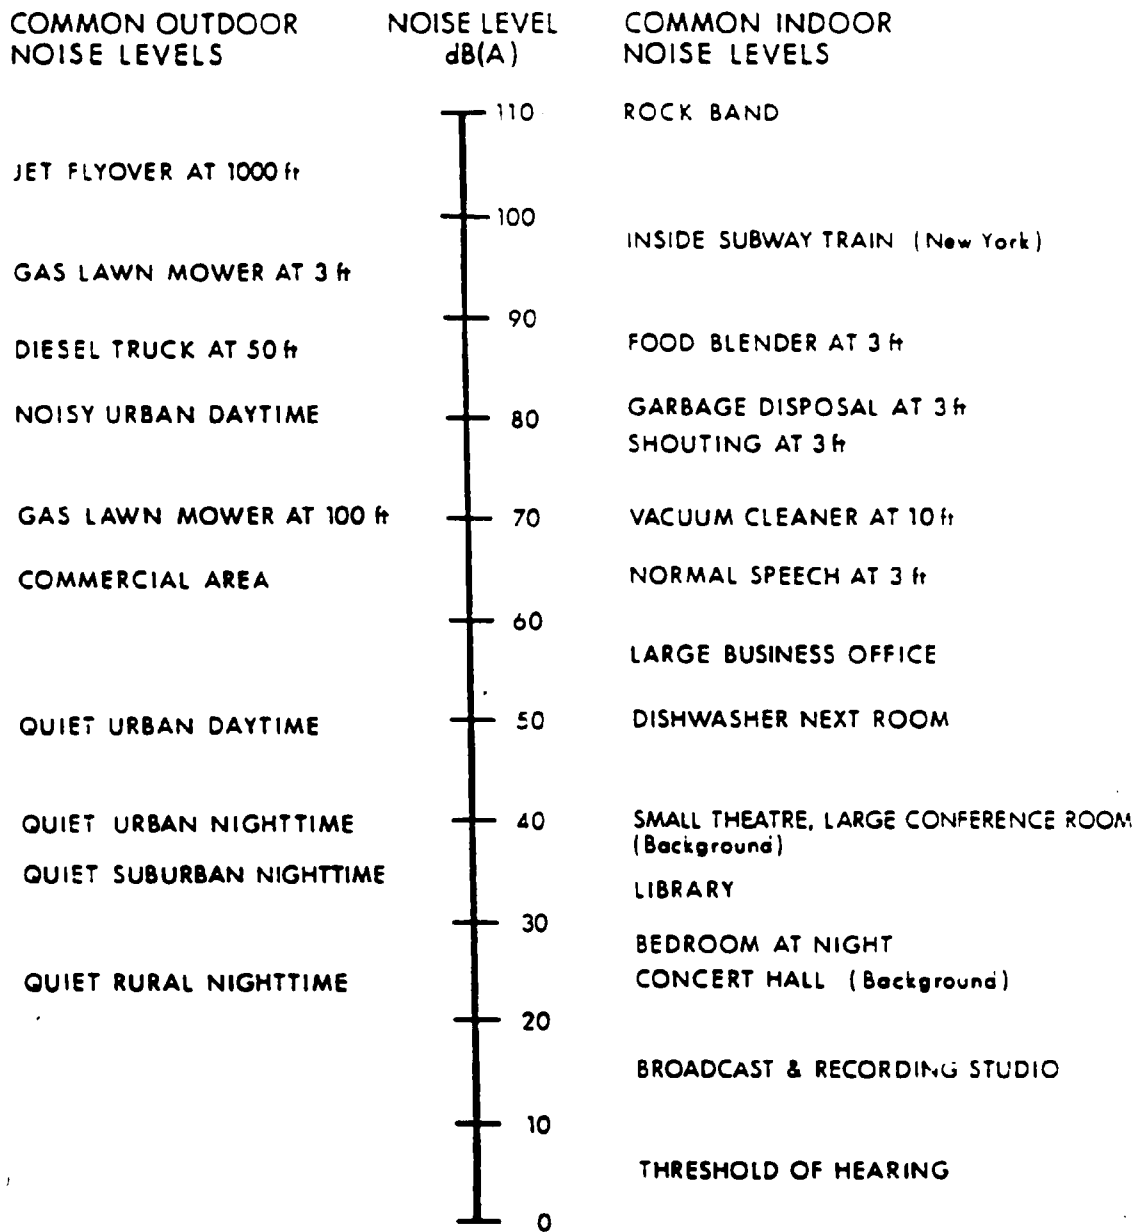 COMMON OUTDOOR NOISE LEVEL COMMON INDOOR
NOISE LEVELS dB(A) NOISE LEVELS
110 ROCK BAND
JET FLYOVER AT 1000 ft
100
INSIDE SUBWAY TRAIN (New York)
GAS LAWN MOWER AT 3 ft
90
DIESEL TRUCK AT 50 ft FOOD BLENDER AT 3 ft
NOISY URBAN DAYTIME 80 GARBAGE DISPOSAL AT 3 ft
SHOUTING AT 3 ft
GAS LAWN MOWER AT 100 ft 70 VACUUM CLEANER AT 10 ft
COMMERCIAL AREA NORMAL SPEECH AT 3 ft
60
LARGE BUSINESS OFFICE
QUIET URBAN DAYTIME 50 DISHWASHER NEXT ROOM
QUIET URBAN NIGHTTIME 40 SMALL THEATRE, LARGE CONFERENCE ROOM
(Background)
QUIET SUBURBAN NIGHTTIME
LIBRARY
30
BEDROOM AT NIGHT
QUIET RURAL NIGHTTIME CONCERT HALL (Background)
20
BROADCAST & RECORDING STUDIO
10
THRESHOLD OF HEARING
0